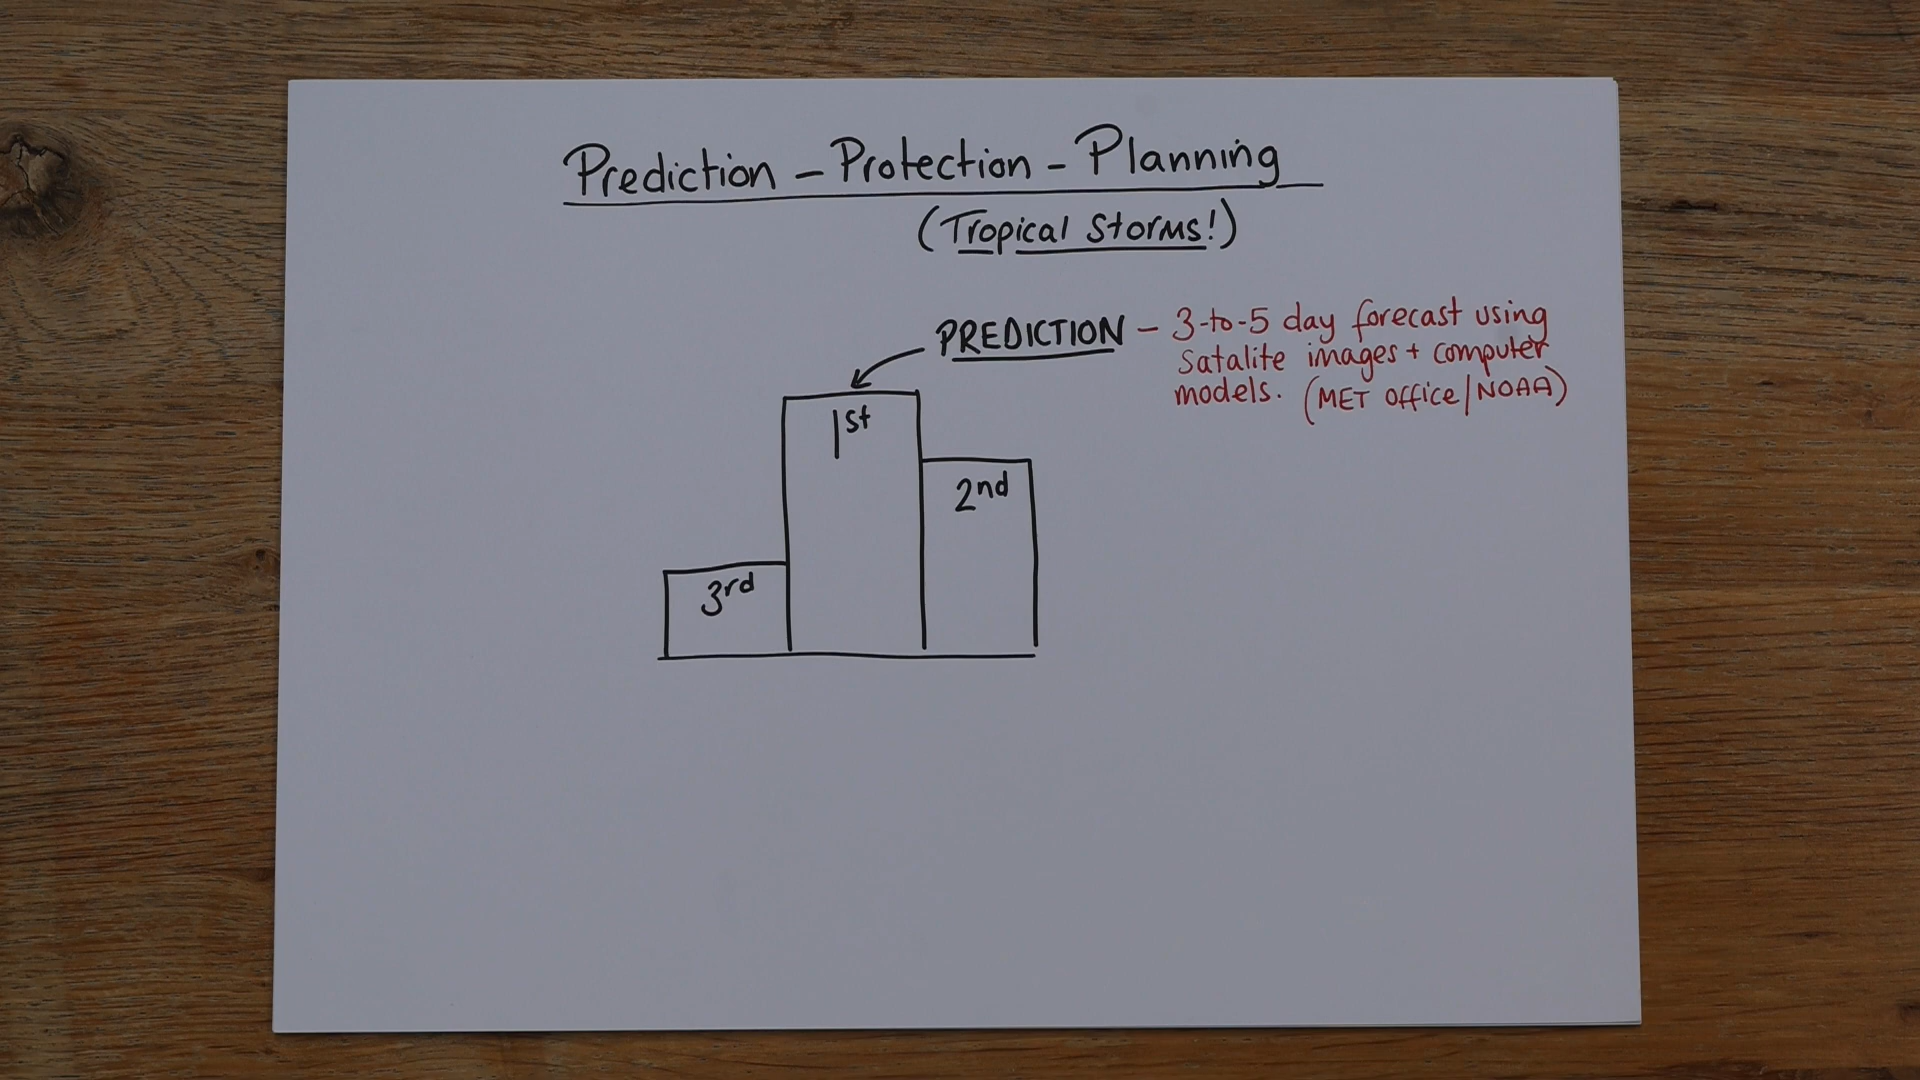 Prediction - Protection - Planning
(Tropical Storms!)
PREDICTION - 3-to-5 day forecast using
Satalite images + computer
models. (MET office/NOAA)
1st
2nd
3rd